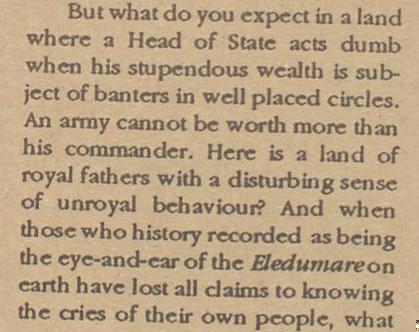 But what do you expect in a land
where a Head of State acts dumb
when his stupendous wealth is sub-
ject of banters in well placed circles.
An army cannot be worth more than
his commander. Here is a land of
royal fathers with a disturbing sense
of unroyal behaviour? And when
those who history recorded as being
the eye-and-ear of the Eledumare on
earth have lost all claims to knowing
the cries of their own people, what